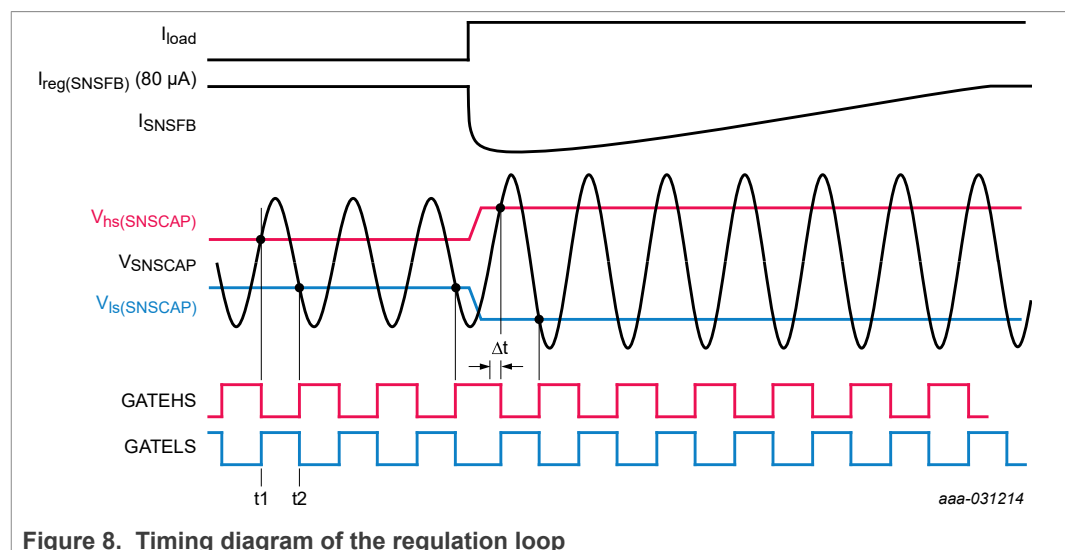 Iload
Ireg(SNSFB) (80 µA)
ISNSFB
Vhs(SNSCAP)
VSNSCAP
Vls(SNSCAP)
Δt
GATEHS
GATELS
t1 t2
aaa-031214
Figure 8. Timing diagram of the regulation loop